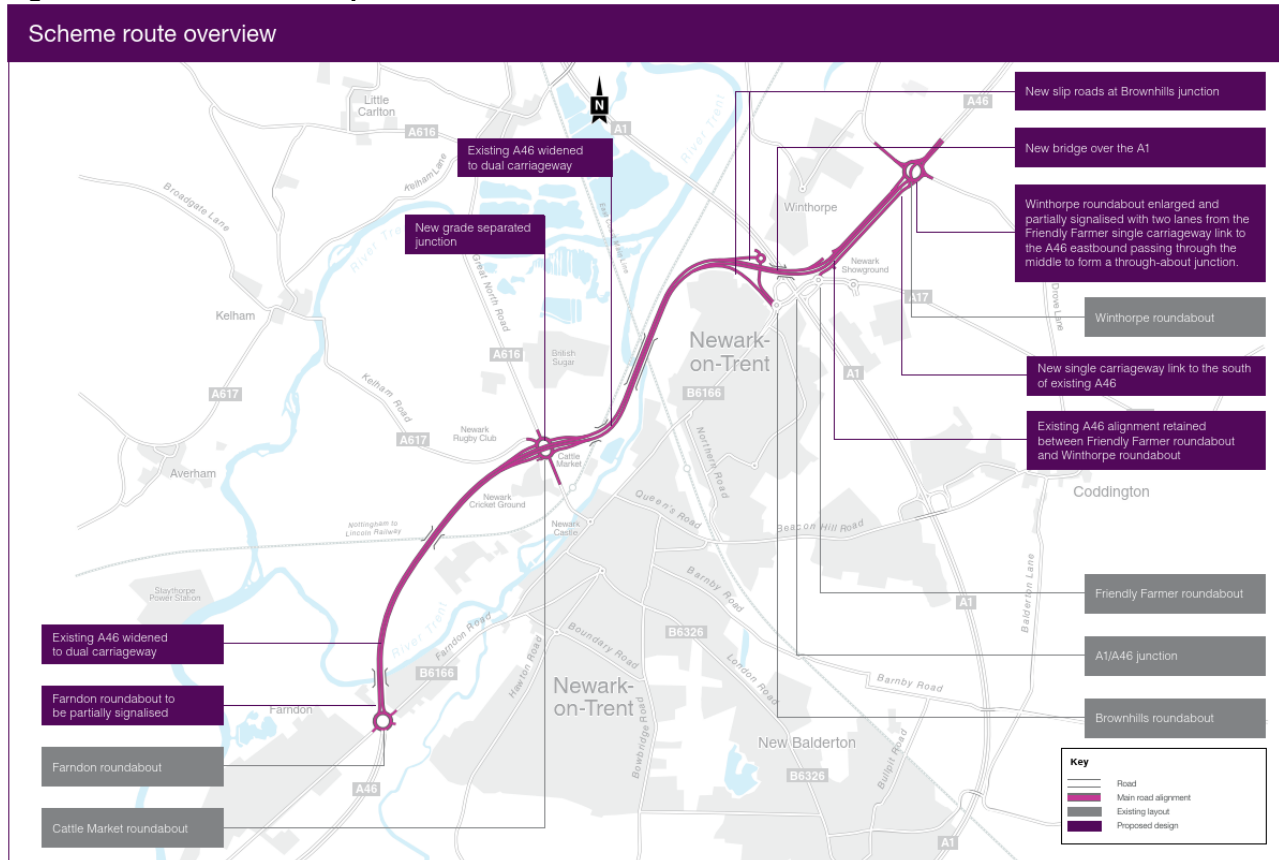 Scheme route overview
Little
Carlton
A616
Existing A46 widened
to dual carriageway
N
A1
River Trent
A46
New slip roads at Brownhills junction
New bridge over the A1
Winthorpe roundabout enlarged and
partially signalised with two lanes from the
Friendly Farmer single carriageway link to
the A46 eastbound passing through the
middle to form a through-about junction.
Winthorpe roundabout
New single carriageway link to the south
of existing A46
Existing A46 alignment retained
between Friendly Farmer roundabout
and Winthorpe roundabout
Broadgate Lane
Kelham Lane
River Trent
New grade separated
junction
Great North Road
East Coast Main Line
Winthorpe
Newark
Showground
A17
Drove Lane
Kelham
A616
British
Sugar
Newark-
on-Trent
B6166
A1
A617
Kelham Road
Newark
Rugby Club
A617
Cattle
Market
Northern Road
Averham
Newark
Cricket Ground
Newark
Castle
Queen's Road
Beacon Hill Road
Coddington
Nottingham to
Lincoln Railway
Staythorpe
Power Station
River Trent
Farndon Road
Barnby Road
A1
Balderton Lane
Friendly Farmer roundabout
Existing A46 widened
to dual carriageway
B6166
Hawton Road
Boundary Road
B6326
London Road
A1/A46 junction
Farndon roundabout to
be partially signalised
Farndon
Newark-
on-Trent
Barnby Road
Brownhills roundabout
Farndon roundabout
Bowbridge Road
New Balderton
Bullpit Road
B6326
A46
Cattle Market roundabout
A1
Key
Road
Main road alignment
Existing layout
Proposed design